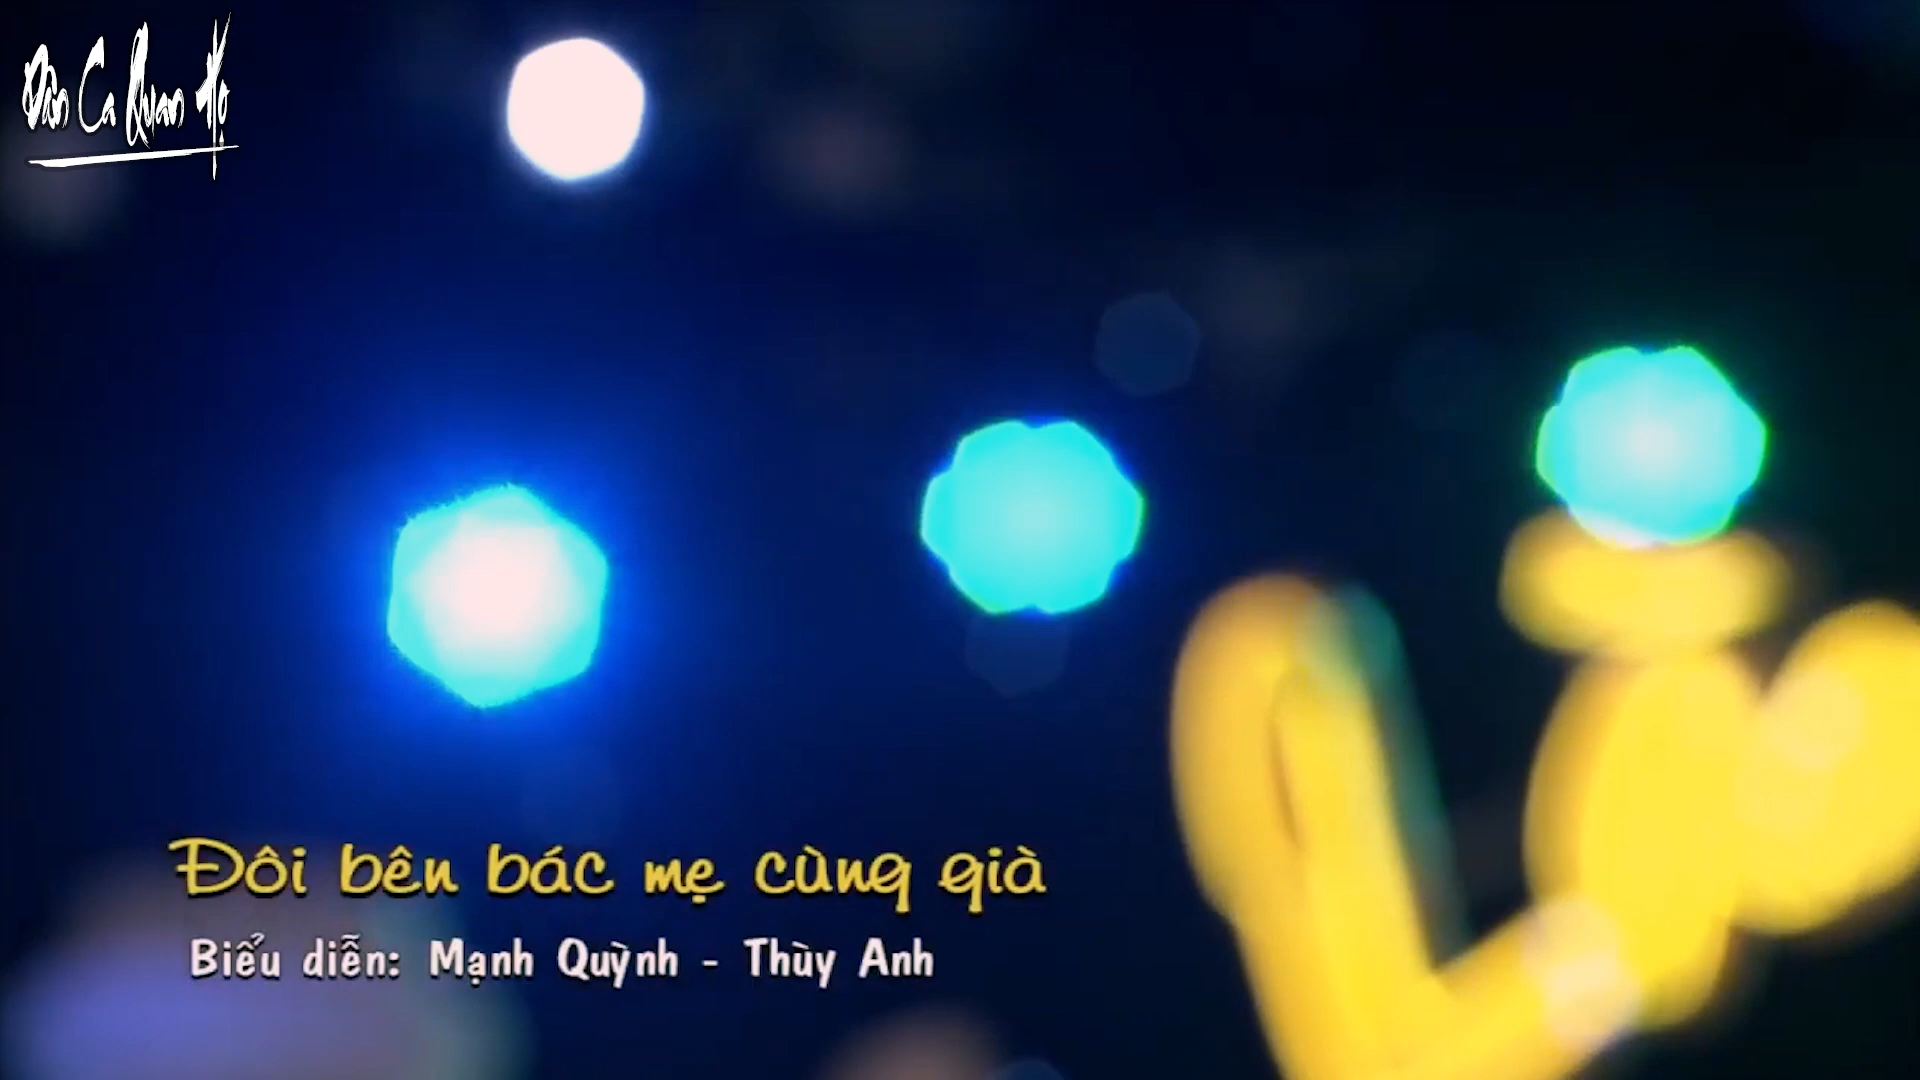 Dân Ca Quan Họ
Đôi bên bác mẹ cùng già
Biểu diễn: Mạnh Quỳnh - Thùy Anh